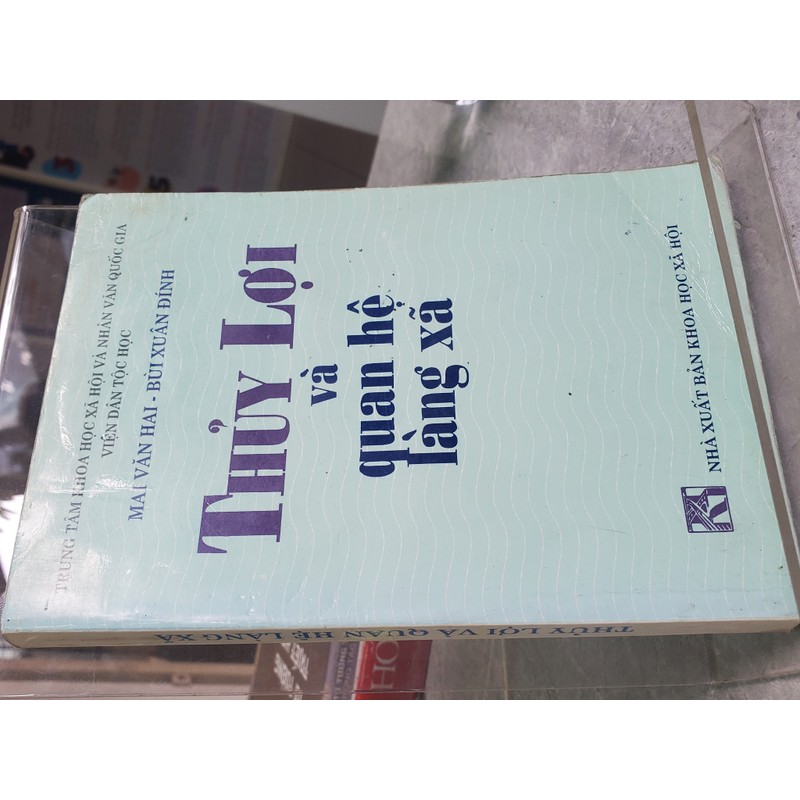 TRUNG TÂM KHOA HỌC XÃ HỘI VÀ NHÂN VĂN QUỐC GIA
VIỆN DÂN TỘC HỌC
MAI VĂN HAI - BÙI XUÂN ĐÍNH
THỦY LỢI
và
quan hệ
làng xã
NHÀ XUẤT BẢN KHOA HỌC XÃ HỘI
THỦY LỢI VÀ QUAN HỆ LÀNG XÃ